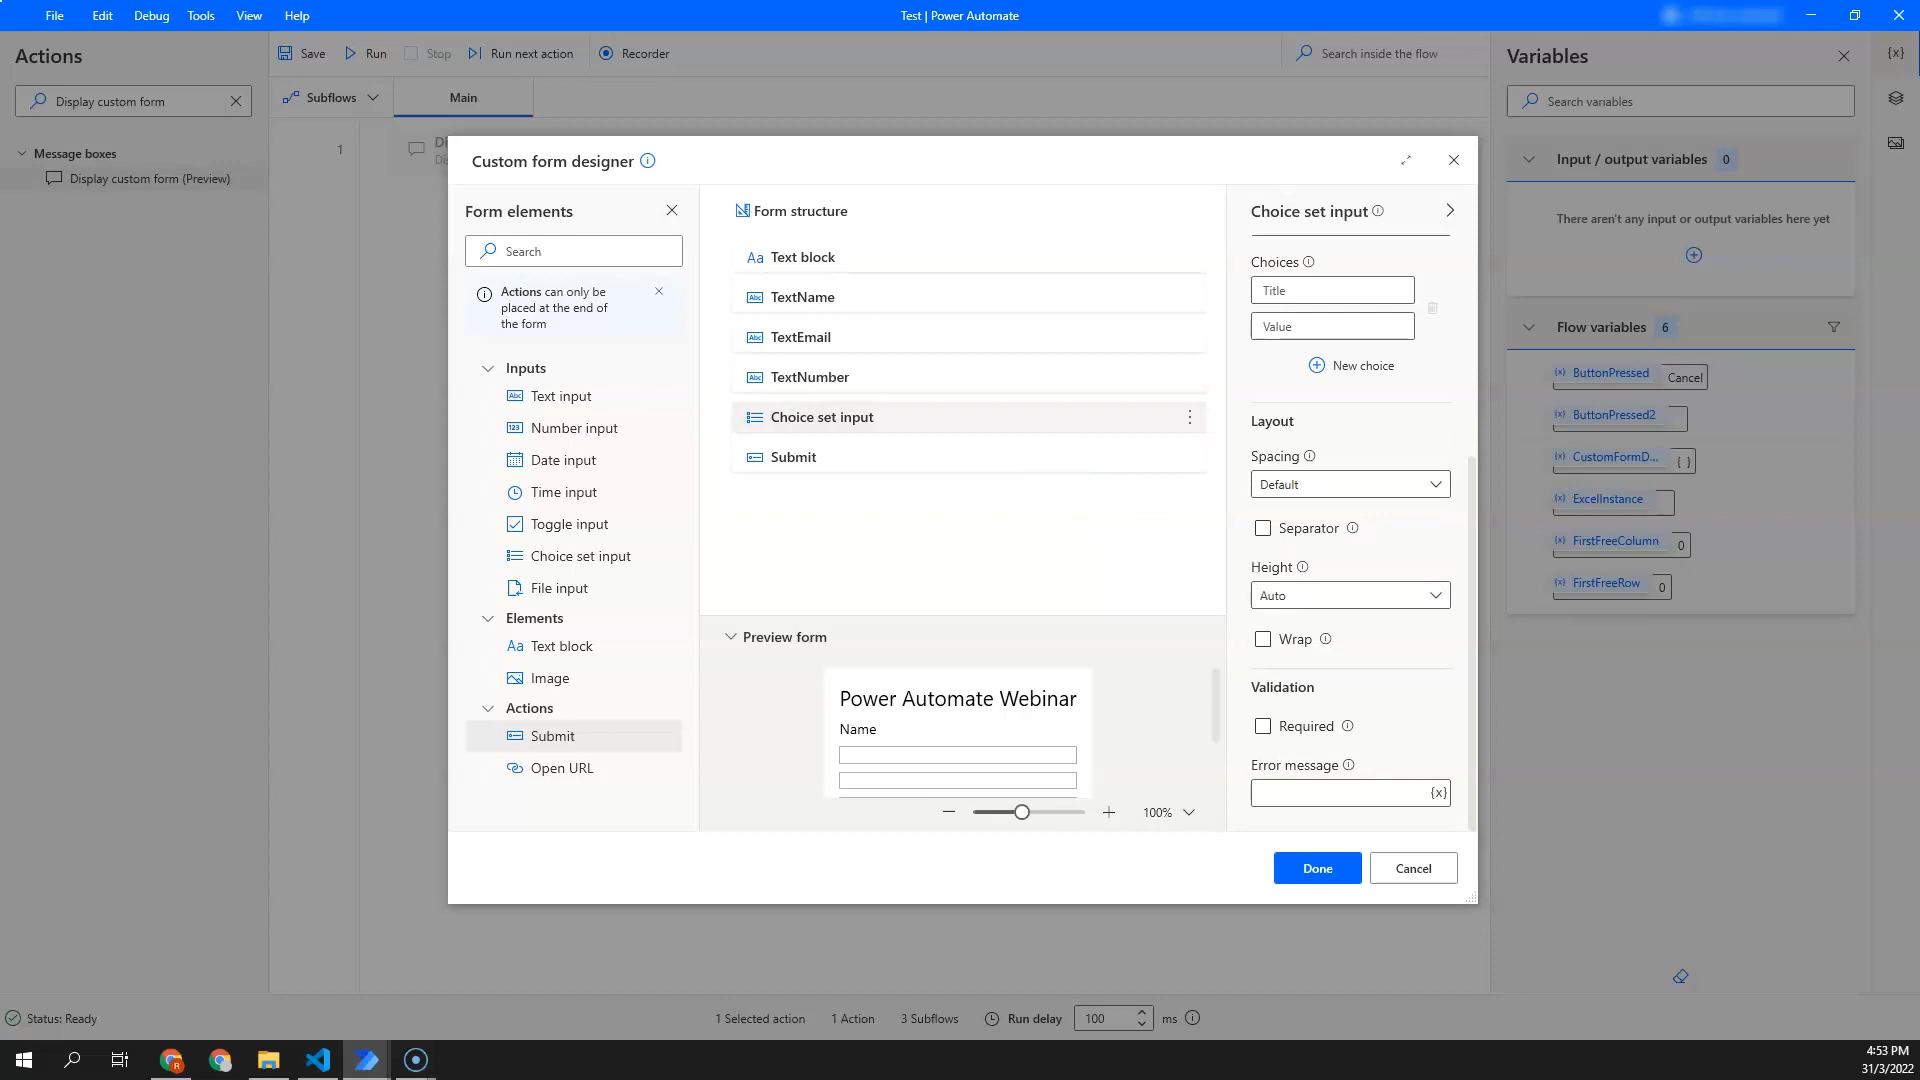 File Edit Debug Tools View Help
Test | Power Automate
Actions
Display custom form
Message boxes
Display custom form (Preview)
Save Run Stop Run next action Recorder
Search inside the flow
Subflows Main
1
Custom form designer
Form elements
Search
Actions can only be
placed at the end of
the form
Inputs
Abc Text input
123 Number input
Date input
Time input
Toggle input
Choice set input
File input
Elements
Aa Text block
Image
Actions
Submit
Open URL
Form structure
Aa Text block
Abc TextName
Abc TextEmail
Abc TextNumber
Choice set input
Submit
Preview form
Power Automate Webinar
Name
100%
Choice set input
Choices
Title
Value
New choice
Layout
Spacing
Default
Separator
Height
Auto
Wrap
Validation
Required
Error message
{x}
Done Cancel
Variables
{x}
Search variables
Input / output variables 0
There aren't any input or output variables here yet
Flow variables 6
(x) ButtonPressed Cancel
(x) ButtonPressed2
(x) CustomFormD... { }
(x) ExcelInstance
(x) FirstFreeColumn 0
(x) FirstFreeRow 0
Status: Ready
1 Selected action 1 Action 3 Subflows Run delay 100 ms
4:53 PM
31/3/2022